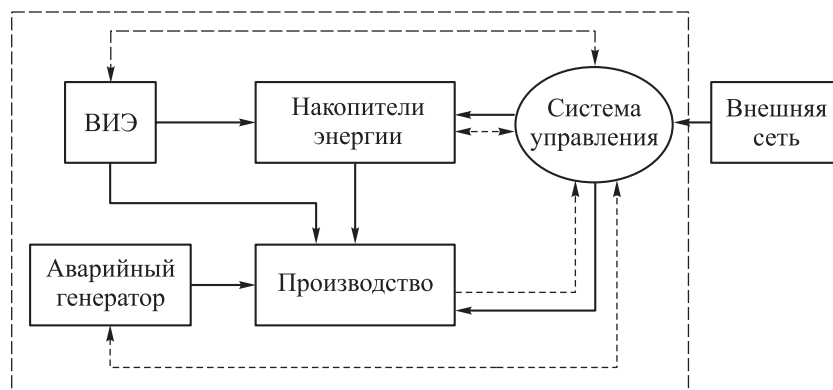 ВИЭ
Накопители
энергии
Система
управления
Внешняя
сеть
Аварийный
генератор
Производство